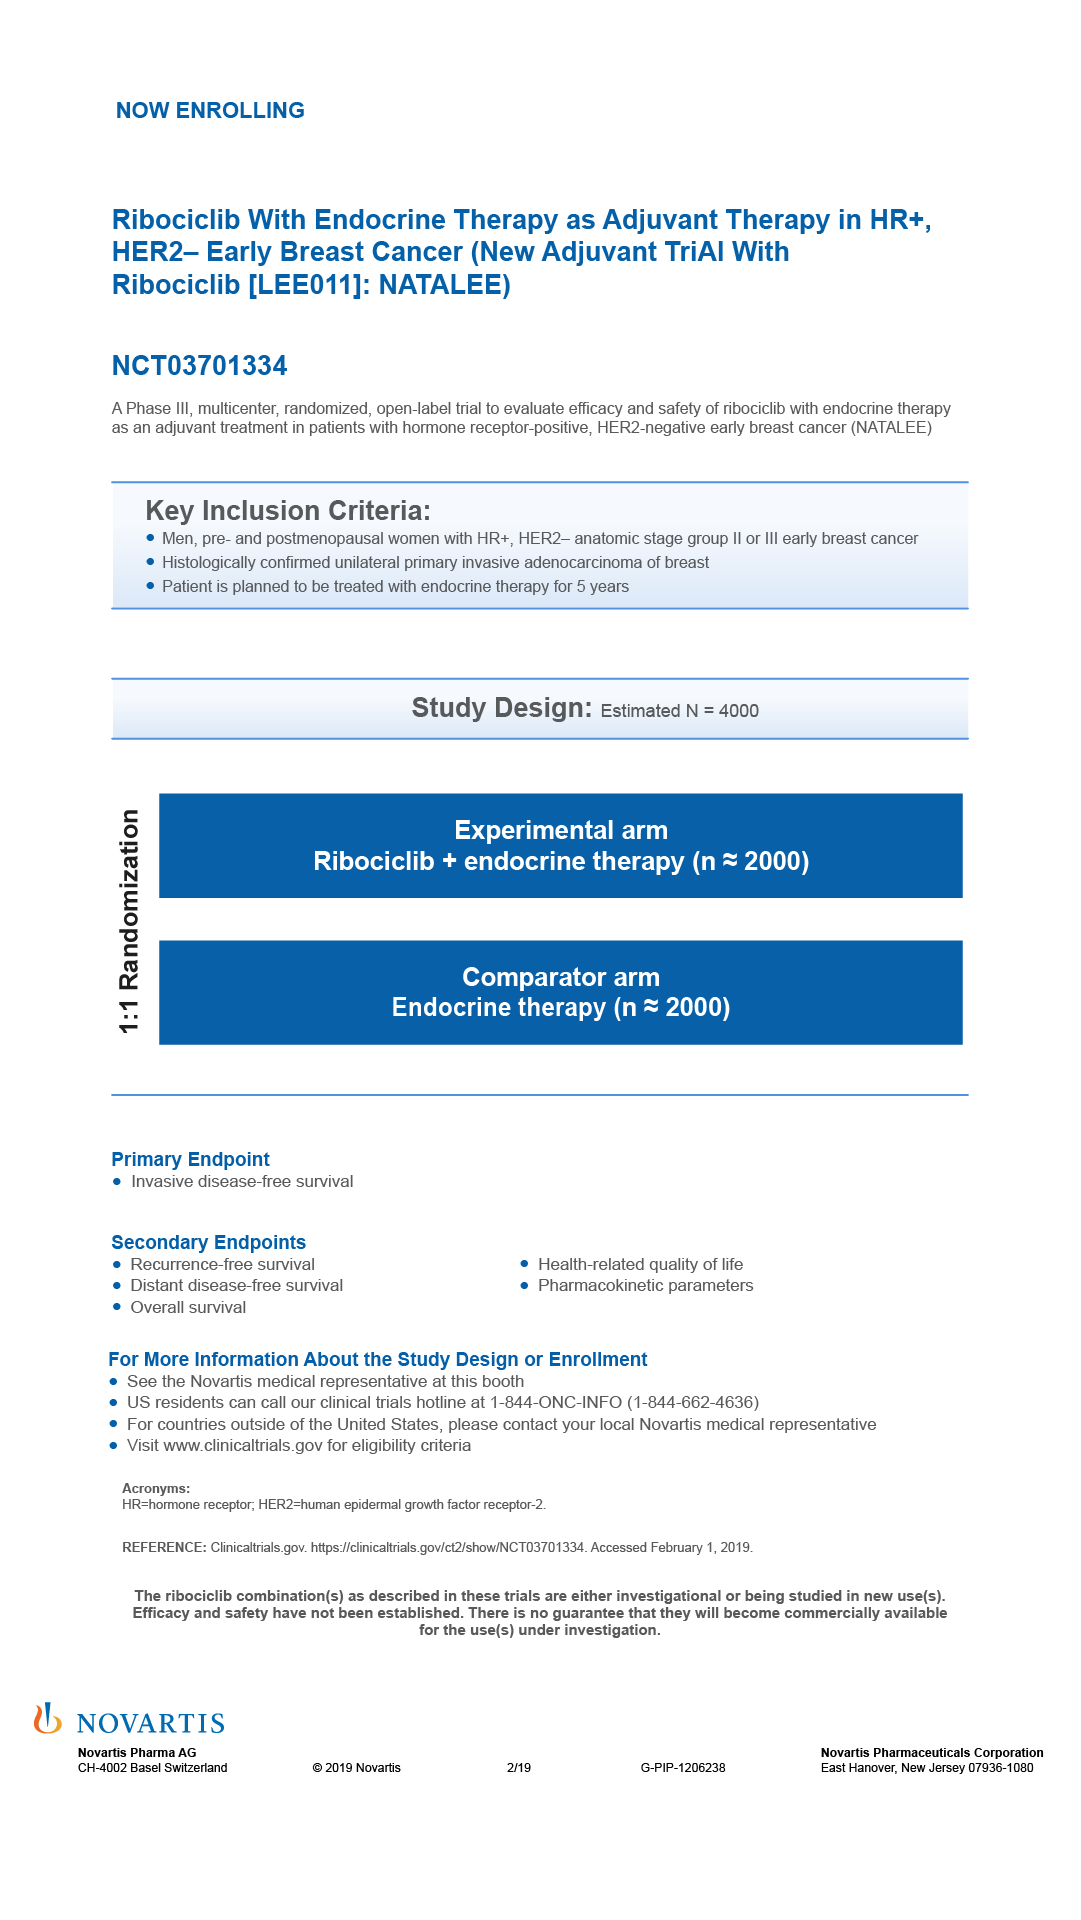 NOW ENROLLING
Ribociclib With Endocrine Therapy as Adjuvant Therapy in HR+,
HER2– Early Breast Cancer (New Adjuvant TriAl With
Ribociclib [LEE011]: NATALEE)
NCT03701334
A Phase III, multicenter, randomized, open-label trial to evaluate efficacy and safety of ribociclib with endocrine therapy
as an adjuvant treatment in patients with hormone receptor-positive, HER2-negative early breast cancer (NATALEE)
Key Inclusion Criteria:
• Men, pre- and postmenopausal women with HR+, HER2– anatomic stage group II or III early breast cancer
• Histologically confirmed unilateral primary invasive adenocarcinoma of breast
• Patient is planned to be treated with endocrine therapy for 5 years
Study Design: Estimated N = 4000
1:1 Randomization
Experimental arm
Ribociclib + endocrine therapy (n ≈ 2000)
Comparator arm
Endocrine therapy (n ≈ 2000)
Primary Endpoint
• Invasive disease-free survival
Secondary Endpoints
• Recurrence-free survival
• Distant disease-free survival
• Overall survival
• Health-related quality of life
• Pharmacokinetic parameters
For More Information About the Study Design or Enrollment
• See the Novartis medical representative at this booth
• US residents can call our clinical trials hotline at 1-844-ONC-INFO (1-844-662-4636)
• For countries outside of the United States, please contact your local Novartis medical representative
• Visit www.clinicaltrials.gov for eligibility criteria
Acronyms:
HR=hormone receptor; HER2=human epidermal growth factor receptor-2.
REFERENCE: Clinicaltrials.gov. https://clinicaltrials.gov/ct2/show/NCT03701334. Accessed February 1, 2019.
The ribociclib combination(s) as described in these trials are either investigational or being studied in new use(s).
Efficacy and safety have not been established. There is no guarantee that they will become commercially available
for the use(s) under investigation.
NOVARTIS
Novartis Pharma AG
CH-4002 Basel Switzerland
© 2019 Novartis
2/19
G-PIP-1206238
Novartis Pharmaceuticals Corporation
East Hanover, New Jersey 07936-1080